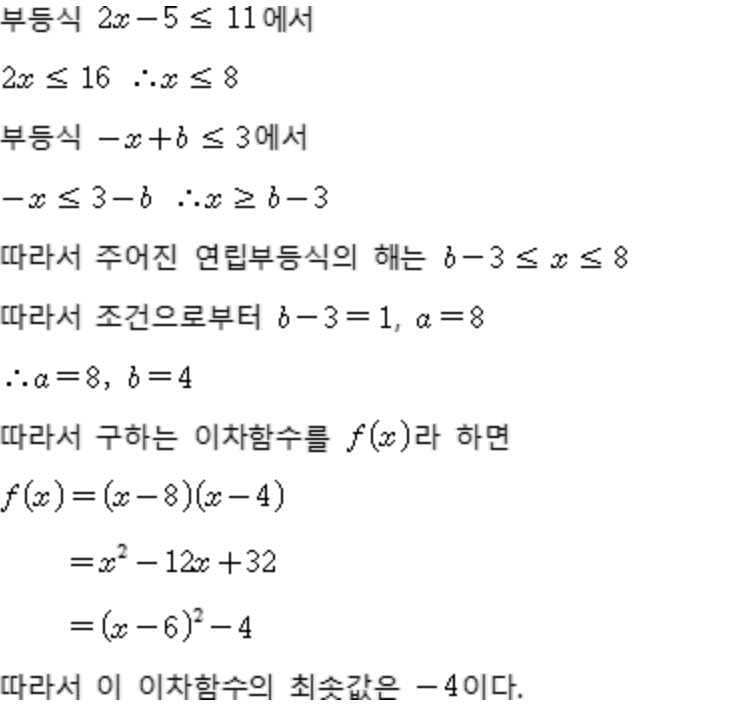 부등식 2x−5 ≤ 11에서
2x ≤ 16 ∴x ≤ 8
부등식 −x+b ≤ 3에서
−x ≤ 3−b ∴x ≥ b−3
따라서 주어진 연립부등식의 해는 b−3 ≤ x ≤ 8
따라서 조건으로부터 b−3=1, a=8
∴a=8, b=4
따라서 구하는 이차함수를 f(x)라 하면
f(x)=(x−8)(x−4)
=x²−12x+32
=(x−6)²−4
따라서 이 이차함수의 최솟값은 −4이다.